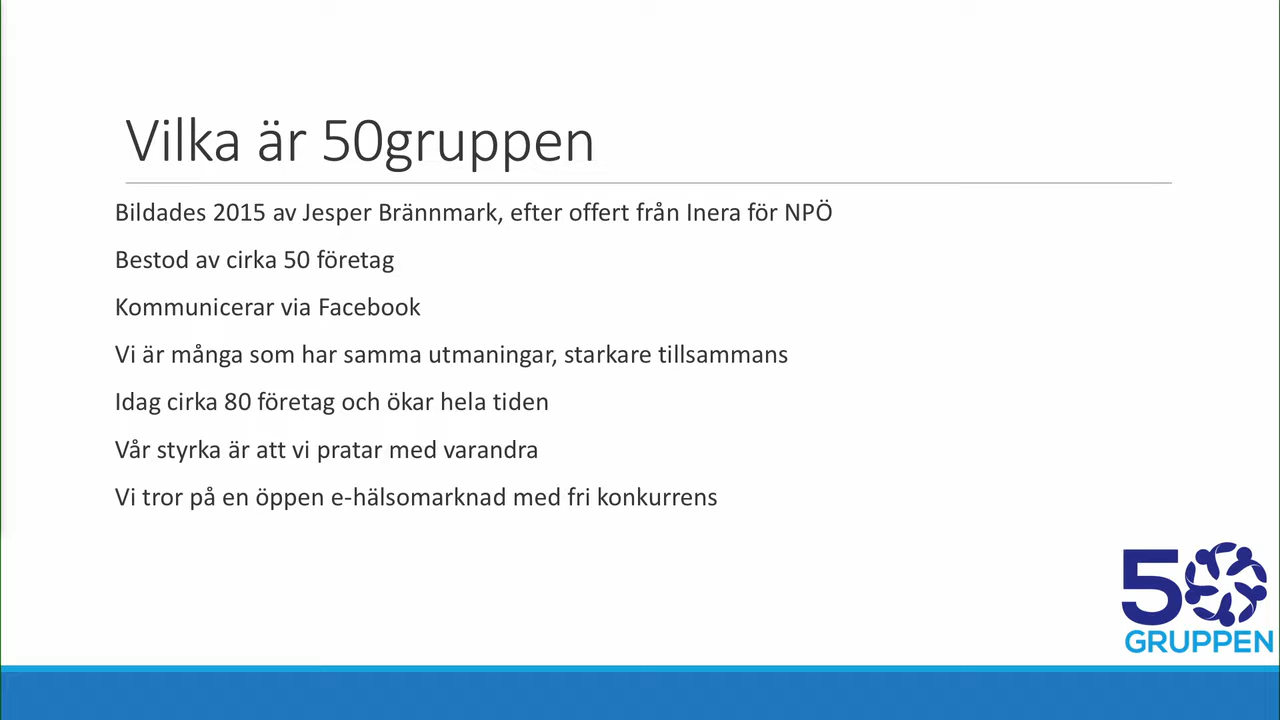 Vilka är 50gruppen
Bildades 2015 av Jesper Brännmark, efter offert från Inera för NPÖ
Bestod av cirka 50 företag
Kommunicerar via Facebook
Vi är många som har samma utmaningar, starkare tillsammans
Idag cirka 80 företag och ökar hela tiden
Vår styrka är att vi pratar med varandra
Vi tror på en öppen e-hälsomarknad med fri konkurrens
50
GRUPPEN